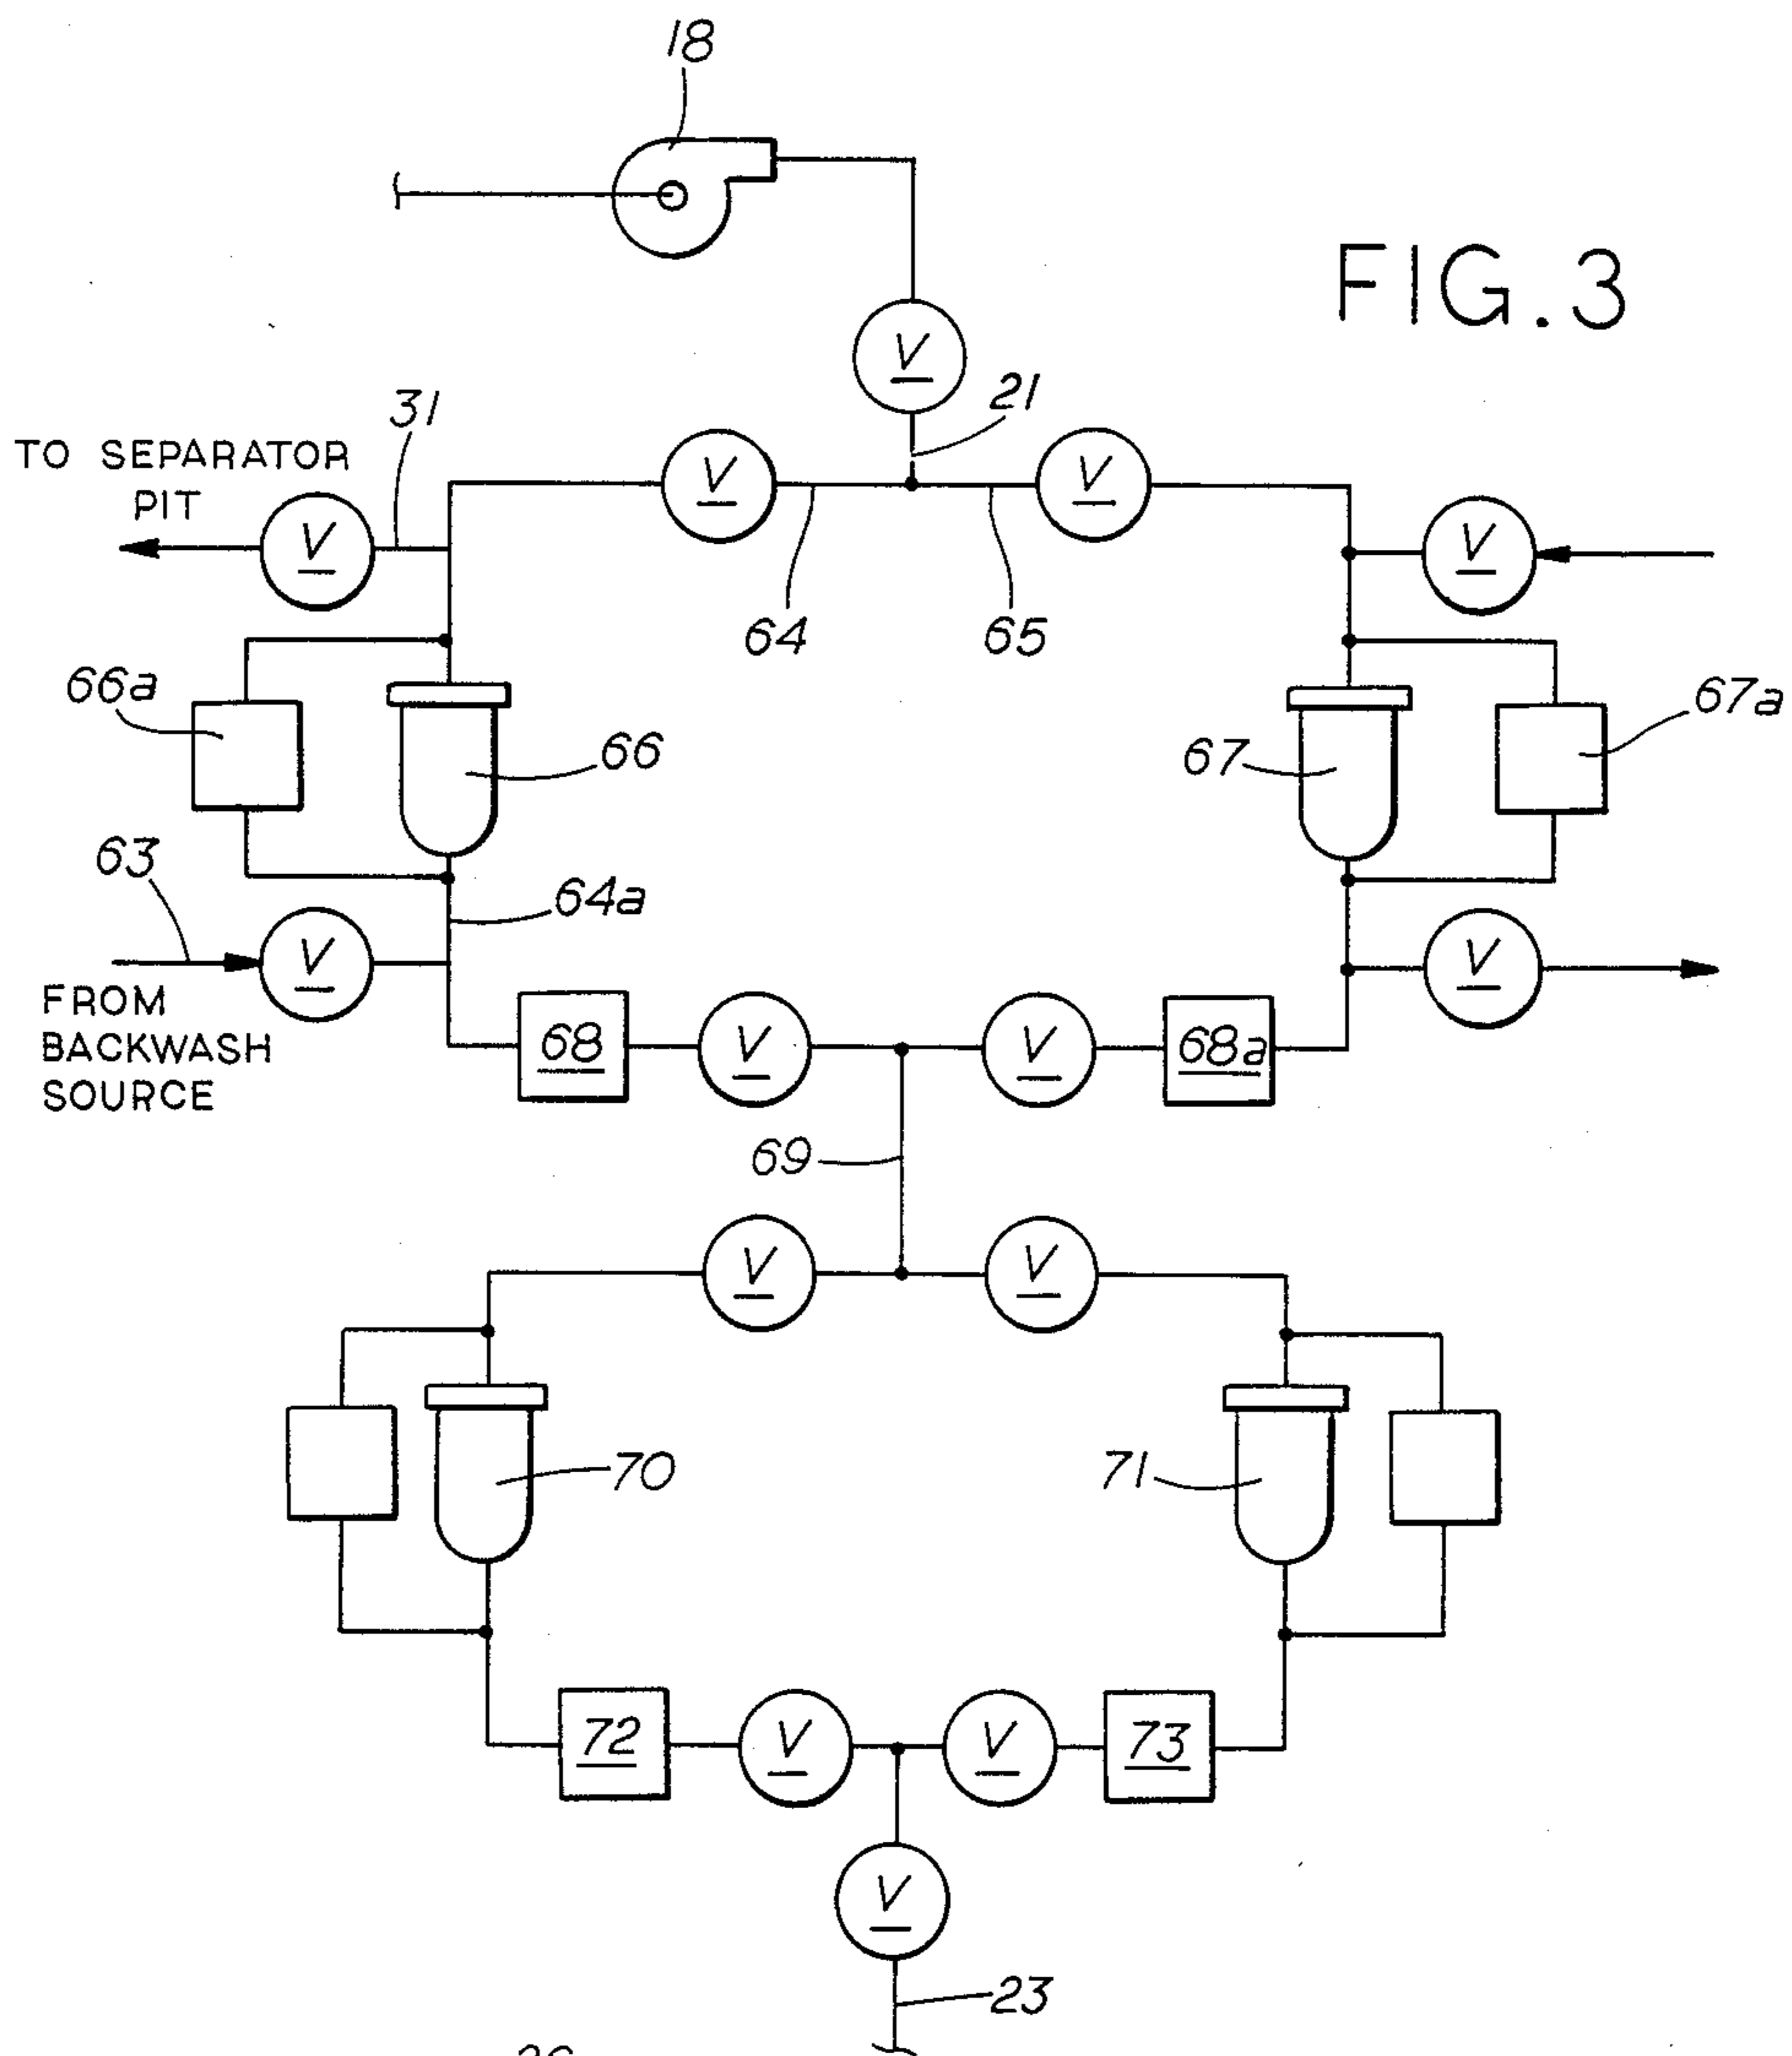 18
FIG. 3
V
21
31
TO SEPARATOR
PIT
V
V
V
V
64
65
66a
66
67
67a
63
64a
V
V
FROM
BACKWASH
SOURCE
68
V
V
68a
69
V
V
70
71
72
V
V
73
V
23